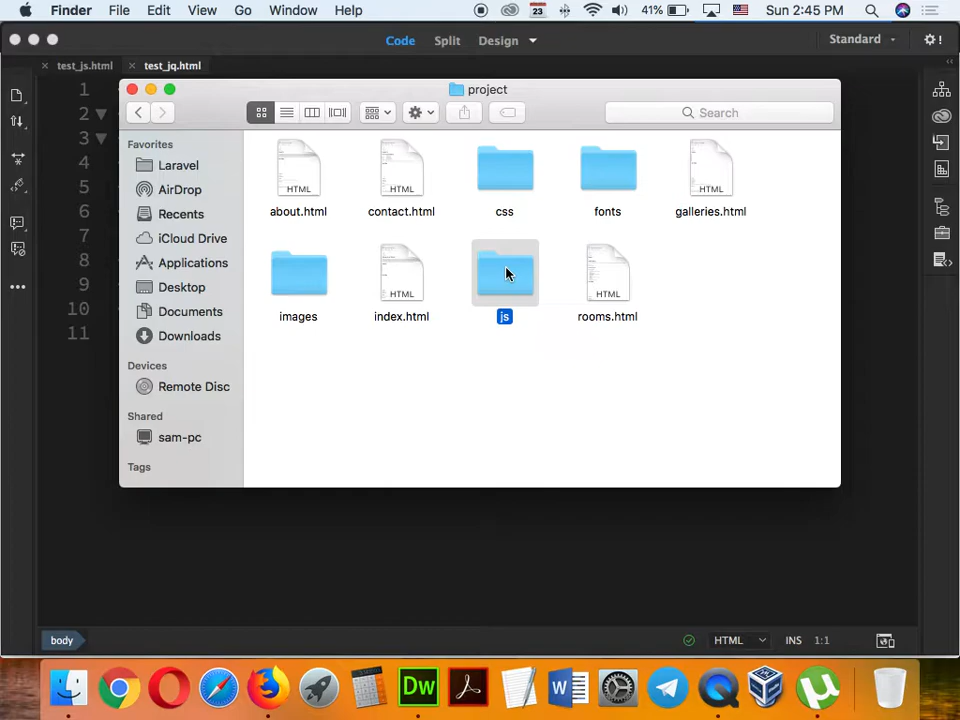 Finder File Edit View Go Window Help 23 41% Sun 2:45 PM
Code Split Design Standard
test_js.html test_jq.html
project
Search
1
2
3
4
5
6
7
8
9
10
11
Favorites
Laravel
AirDrop
Recents
iCloud Drive
Applications
Desktop
Documents
Downloads
Devices
Remote Disc
Shared
sam-pc
Tags
HTML HTML HTML
about.html contact.html css fonts galleries.html
HTML HTML
images index.html js rooms.html
body HTML INS 1:1
Dw W